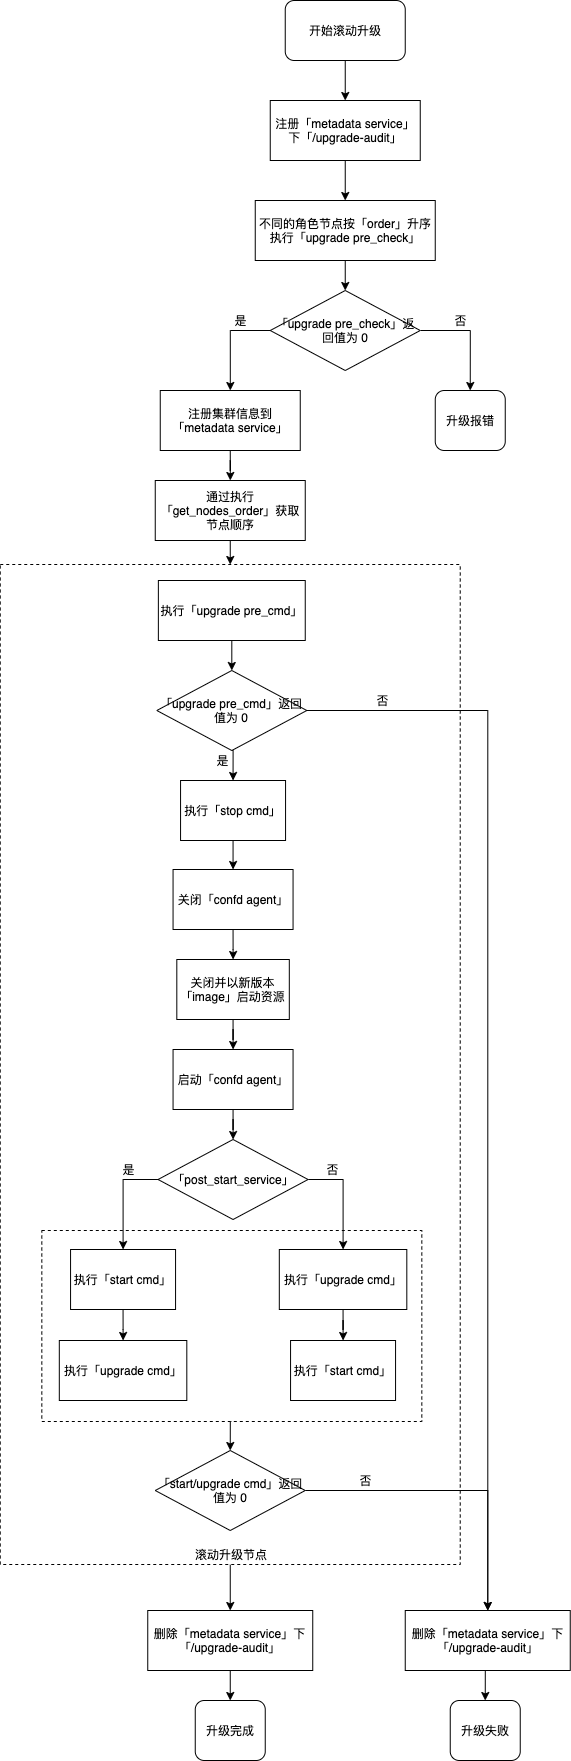 开始滚动升级
注册「metadata service」
下「/upgrade-audit」
不同的角色节点按「order」升序
执行「upgrade pre_check」
「upgrade pre_check」返
回值为 0
是
否
注册集群信息到
「metadata service」
升级报错
通过执行
「get_nodes_order」获取
节点顺序
执行「upgrade pre_cmd」
「upgrade pre_cmd」返回
值为 0
否
是
执行「stop cmd」
关闭「confd agent」
关闭并以新版本
「image」启动资源
启动「confd agent」
「post_start_service」
是
否
执行「start cmd」
执行「upgrade cmd」
执行「upgrade cmd」
执行「start cmd」
「start/upgrade cmd」返回
值为 0
否
滚动升级节点
删除「metadata service」下
「/upgrade-audit」
删除「metadata service」下
「/upgrade-audit」
升级完成
升级失败